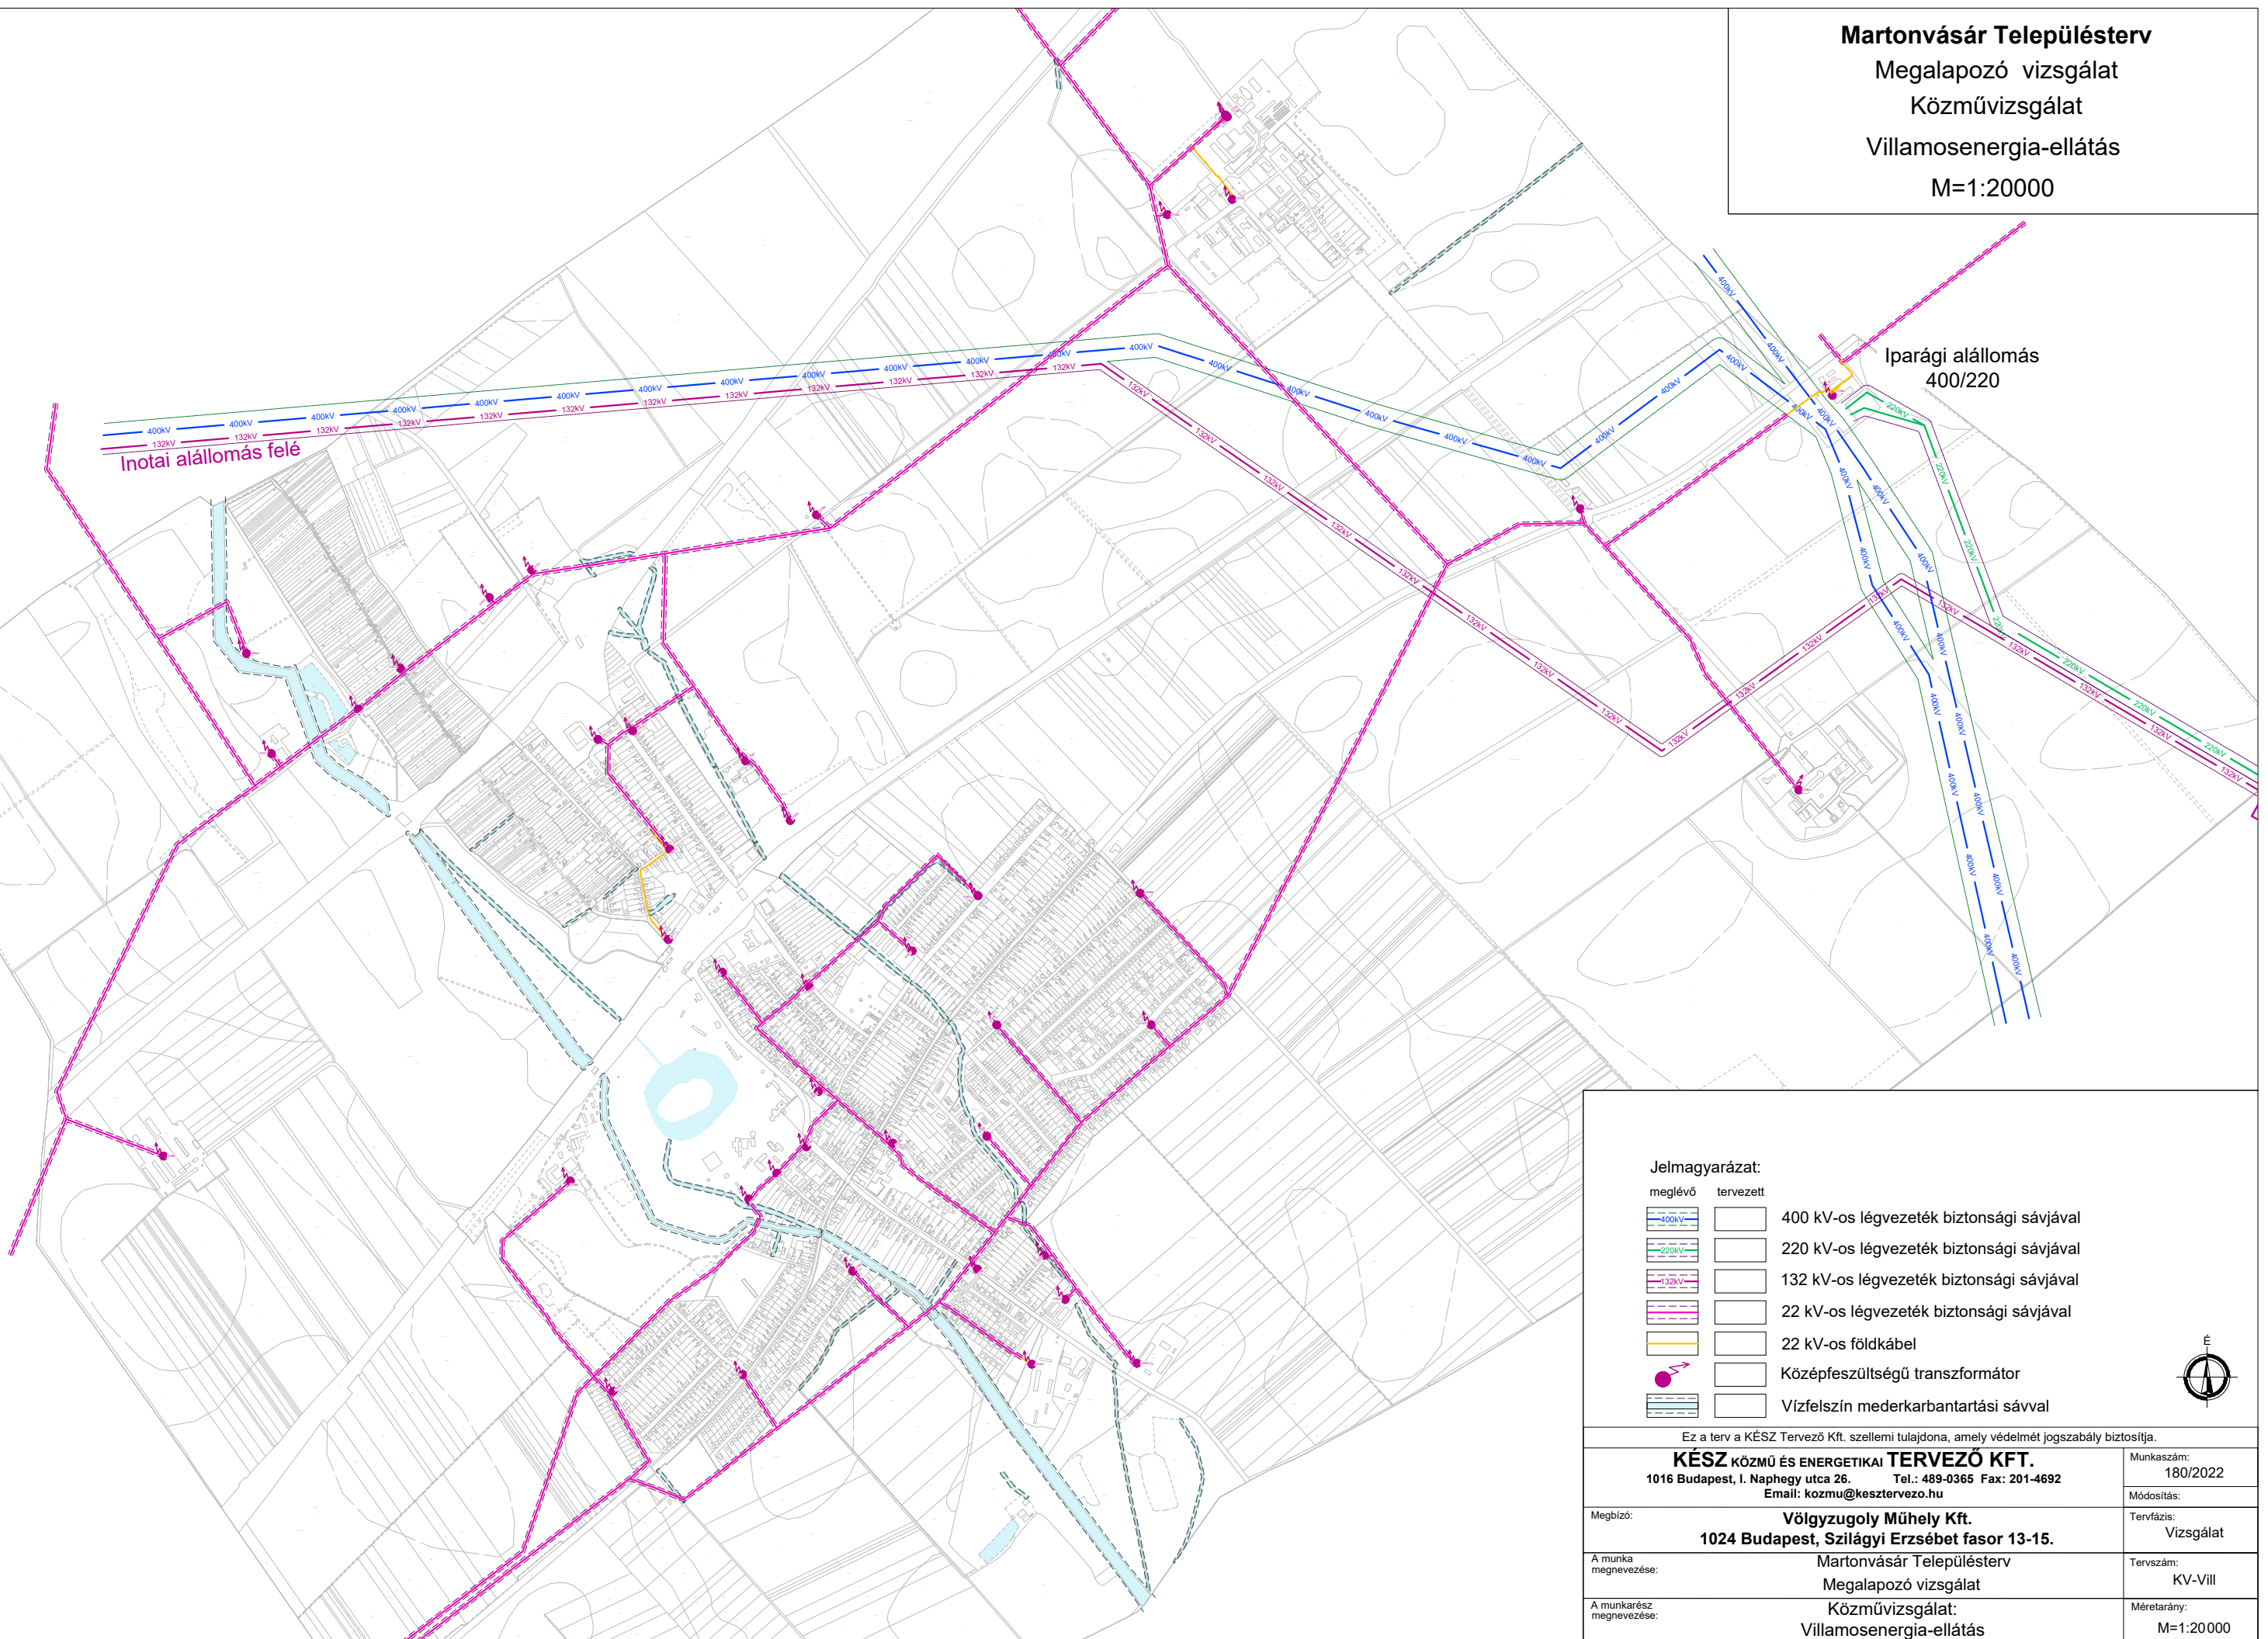 Martonvásár Településterv
Megalapozó vizsgálat
Közművizsgálat
Villamosenergia-ellátás
M=1:20000
Iparági alállomás
400/220
Inotai alállomás felé
400kV
132kV
220kV
Jelmagyarázat:
meglévő tervezett
400kV 400 kV-os légvezeték biztonsági sávjával
220kV 220 kV-os légvezeték biztonsági sávjával
132kV 132 kV-os légvezeték biztonsági sávjával
22 kV-os légvezeték biztonsági sávjával
22 kV-os földkábel
Középfeszültségű transzformátor
Vízfelszín mederkarbantartási sávval
É
Ez a terv a KÉSZ Tervező Kft. szellemi tulajdona, amely védelmét jogszabály biztosítja.
KÉSZ KÖZMŰ ÉS ENERGETIKAI TERVEZŐ KFT.
1016 Budapest, I. Naphegy utca 26. Tel.: 489-0365 Fax: 201-4692
Email: kozmu@kesztervezo.hu
Munkaszám:
180/2022
Módosítás:
Megbízó:
Völgyzugoly Műhely Kft.
1024 Budapest, Szilágyi Erzsébet fasor 13-15.
Tervfázis:
Vizsgálat
A munka
megnevezése:
Martonvásár Településterv
Megalapozó vizsgálat
Tervszám:
KV-Vill
A munkarész
megnevezése:
Közművizsgálat:
Villamosenergia-ellátás
Méretarány:
M=1:20000